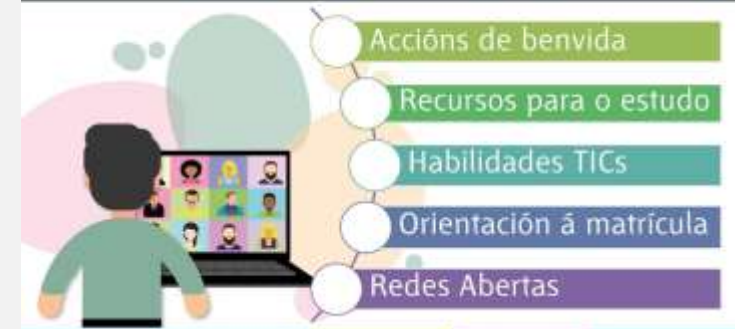 Accións de benvida
Recursos para o estudo
Habilidades TICs
Orientación á matrícula
Redes Abertas